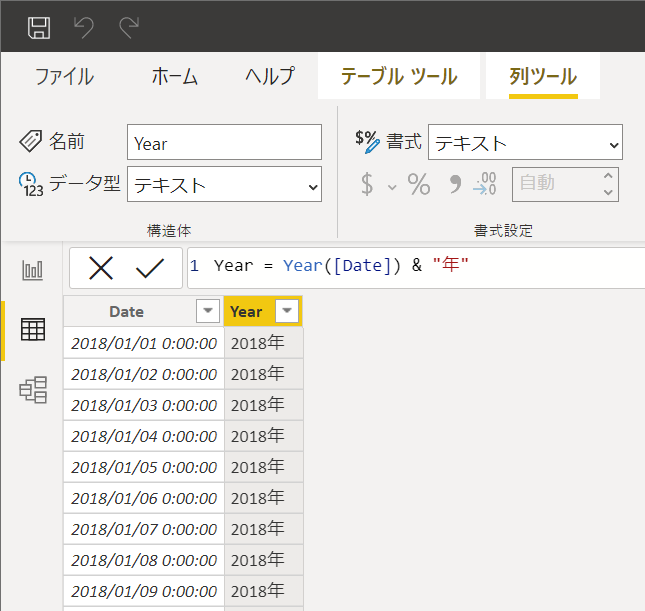 ファイル ホーム ヘルプ テーブル ツール 列ツール
名前 Year
$% 書式 テキスト
123 データ型 テキスト
$ % 9 .00 →0 自動
構造体 書式設定
1 Year = Year([Date]) & "年"
Date Year
2018/01/01 0:00:00 2018年
2018/01/02 0:00:00 2018年
2018/01/03 0:00:00 2018年
2018/01/04 0:00:00 2018年
2018/01/05 0:00:00 2018年
2018/01/06 0:00:00 2018年
2018/01/07 0:00:00 2018年
2018/01/08 0:00:00 2018年
2018/01/09 0:00:00 2018年